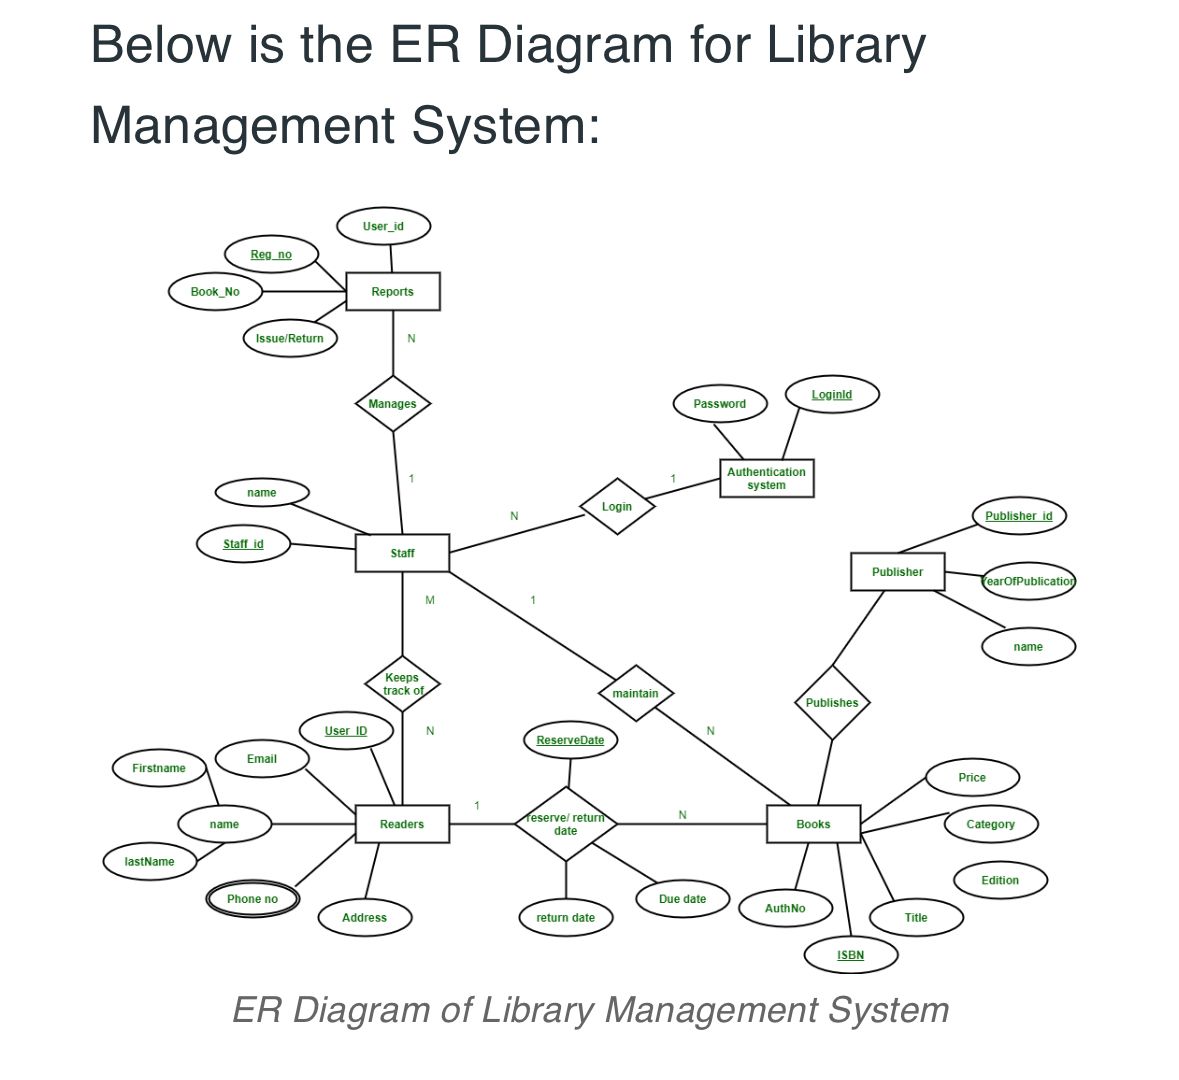 Below is the ER Diagram for Library
Management System:
User_id
Reg_no
Book_No
Reports
Issue/Return
N
Manages
Password
LoginId
1
1
Authentication
system
name
Login
N
Staff_id
Staff
Publisher_id
Publisher
YearOfPublication
M
1
name
Keeps
track of
maintain
Publishes
User_ID
N
N
ReserveDate
Email
Firstname
Price
1
N
name
Readers
reserve/ return
date
Books
Category
lastName
Edition
Phone no
Due date
AuthNo
Address
return date
Title
ISBN
ER Diagram of Library Management System